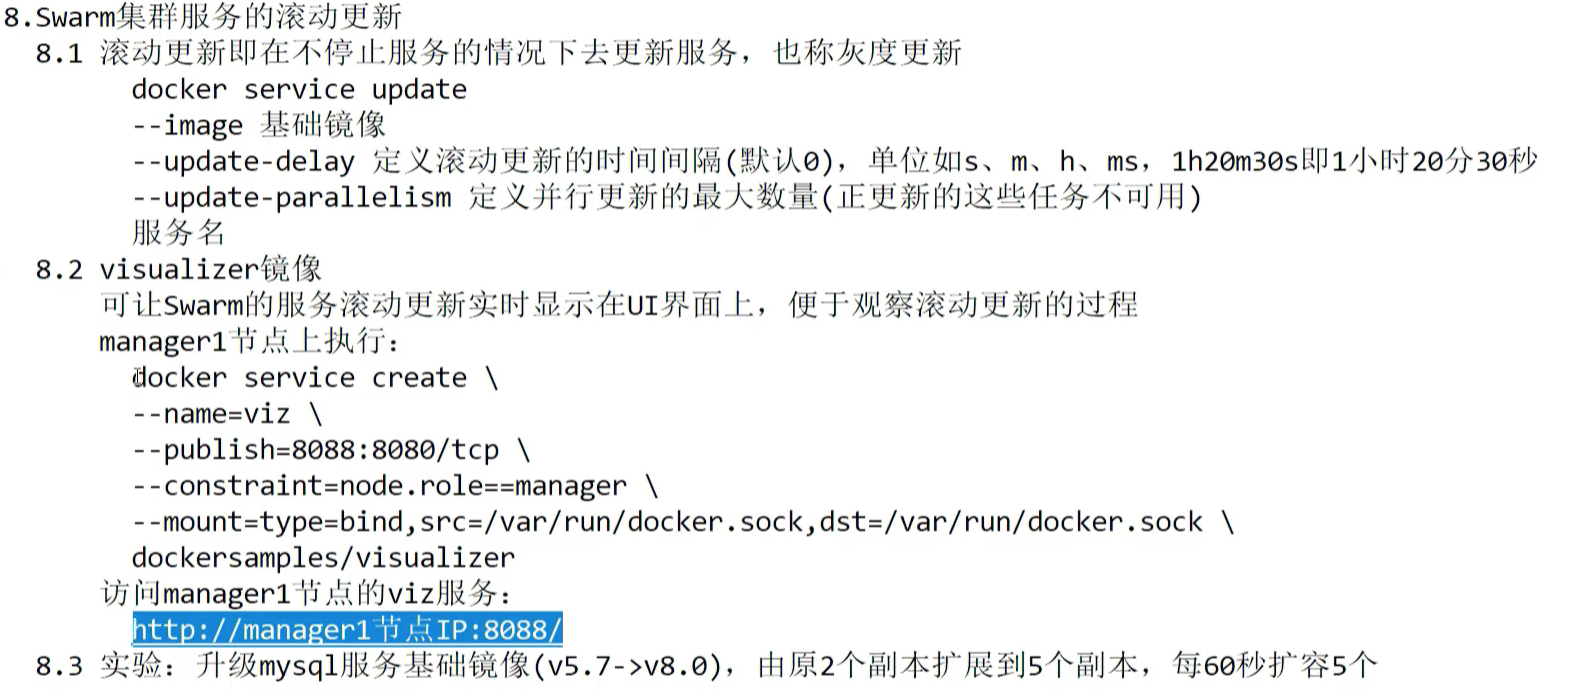 8.Swarm集群服务的滚动更新
8.1 滚动更新即在不停止服务的情况下去更新服务，也称灰度更新
docker service update
--image 基础镜像
--update-delay 定义滚动更新的时间间隔(默认0)，单位如s、m、h、ms，1h20m30s即1小时20分30秒
--update-parallelism 定义并行更新的最大数量(正更新的这些任务不可用)
服务名
8.2 visualizer镜像
可让Swarm的服务滚动更新实时显示在UI界面上，便于观察滚动更新的过程
manager1节点上执行：
docker service create \
--name=viz \
--publish=8088:8080/tcp \
--constraint=node.role==manager \
--mount=type=bind,src=/var/run/docker.sock,dst=/var/run/docker.sock \
dockersamples/visualizer
访问manager1节点的viz服务：
http://manager1节点IP:8088/
8.3 实验：升级mysql服务基础镜像(v5.7->v8.0)，由原2个副本扩展到5个副本，每60秒扩容5个